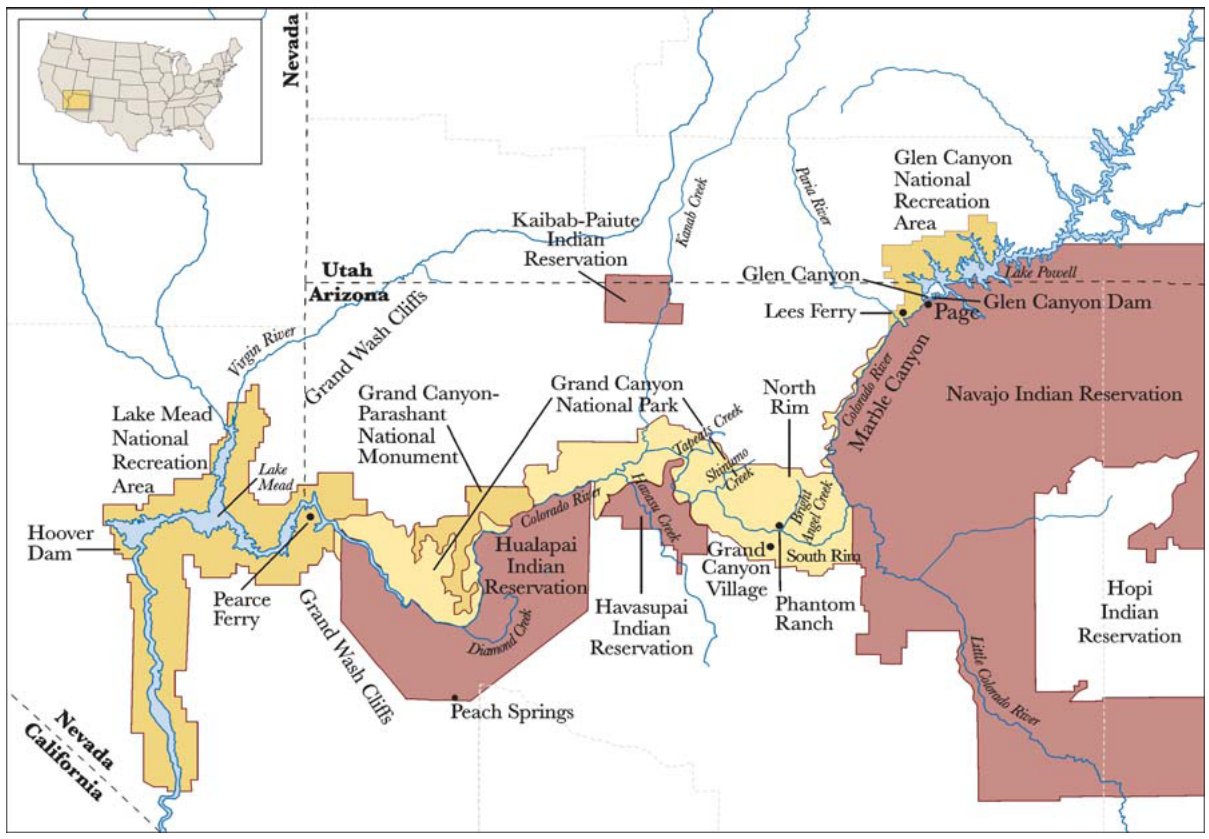 Nevada
Utah
Arizona
Nevada
California
Virgin River
Grand Wash Cliffs
Kaibab-Paiute
Indian
Reservation
Kanab Creek
Paria River
Glen Canyon
National
Recreation
Area
Glen Canyon
Lake Powell
Glen Canyon Dam
Lees Ferry
Page
Colorado River
Marble Canyon
Navajo Indian Reservation
Lake Mead
National
Recreation
Area
Lake
Mead
Hoover
Dam
Pearce
Ferry
Grand Wash Cliffs
Grand Canyon-
Parashant
National
Monument
Grand Canyon
National Park
Colorado River
Hualapai
Indian
Reservation
Diamond Creek
Peach Springs
Tapeats Creek
Shinumo
Creek
Havasu Creek
Havasupai
Indian
Reservation
North
Rim
Bright
Angel Creek
South Rim
Grand
Canyon
Village
Phantom
Ranch
Little Colorado River
Hopi
Indian
Reservation